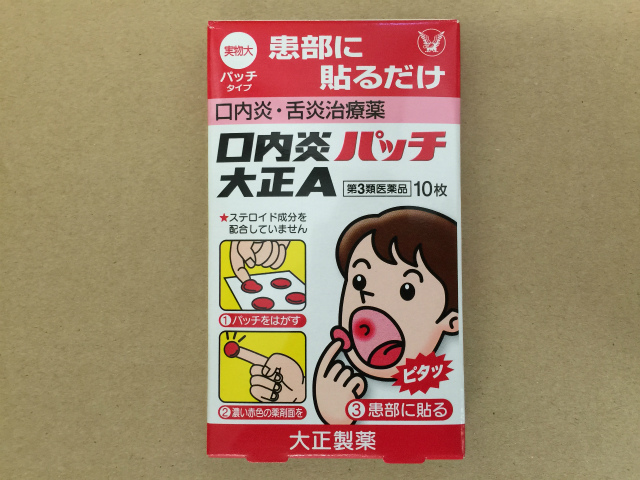 実物大
パッチ
タイプ
患部に
貼るだけ
口内炎・舌炎治療薬
口内炎パッチ
大正A
第3類医薬品 10枚
★ステロイド成分を
配合していません
①パッチをはがす
②濃い赤色の薬剤面を
ピタッ
③患部に貼る
大正製薬